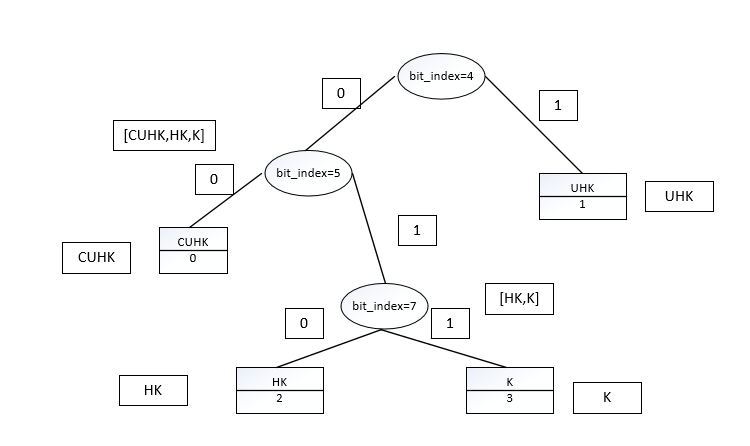 bit_index=4
0
1
[CUHK,HK,K]
0
bit_index=5
UHK
1
UHK
1
CUHK
0
CUHK
bit_index=7
[HK,K]
0
1
HK
2
HK
K
3
K